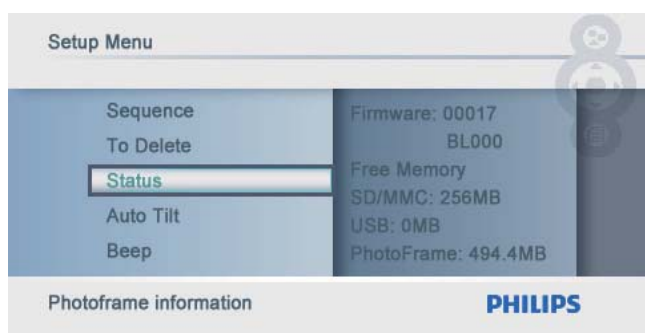 Setup Menu
Sequence
To Delete
Status
Auto Tilt
Beep
Firmware: 00017
BL000
Free Memory
SD/MMC: 256MB
USB: 0MB
PhotoFrame: 494.4MB
Photoframe information
PHILIPS